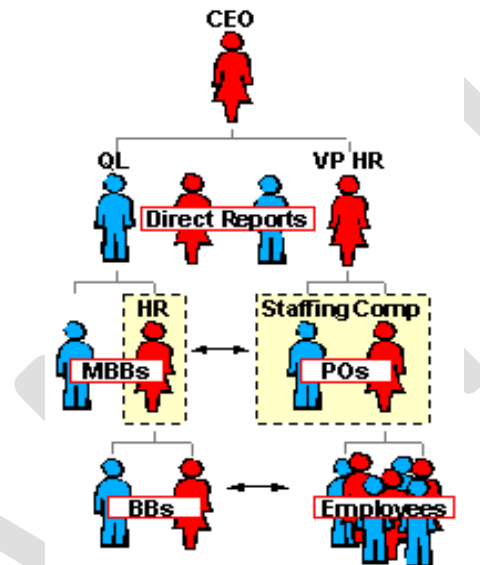 CEO
QL
VP HR
Direct Reports
HR
Staffing Comp
MBBs
POs
BBs
Employees